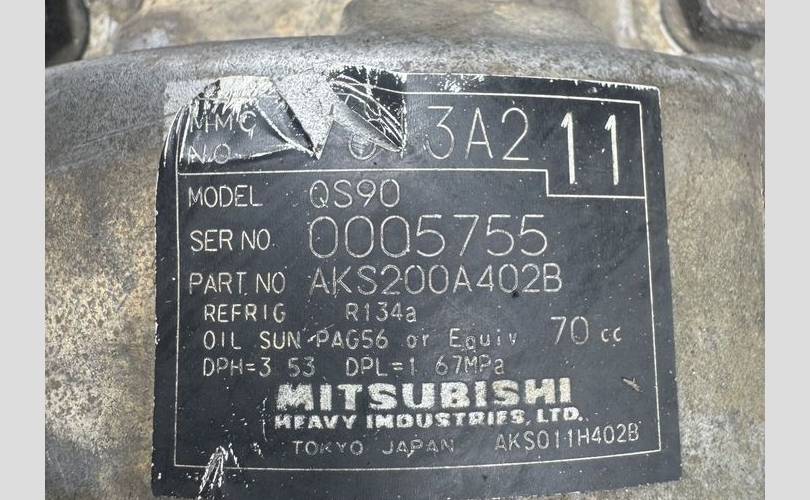 MMC 11
NO. 3A2
MODEL QS90
SER NO. 0005755
PART NO AKS200A402B
REFRIG R134a
OIL SUN-PAG56 or Equiv 70 cc
DPH=3 53 DPL=1 67MPa
MITSUBISHI
HEAVY INDUSTRIES, LTD.
TOKYO JAPAN AKS011H402B